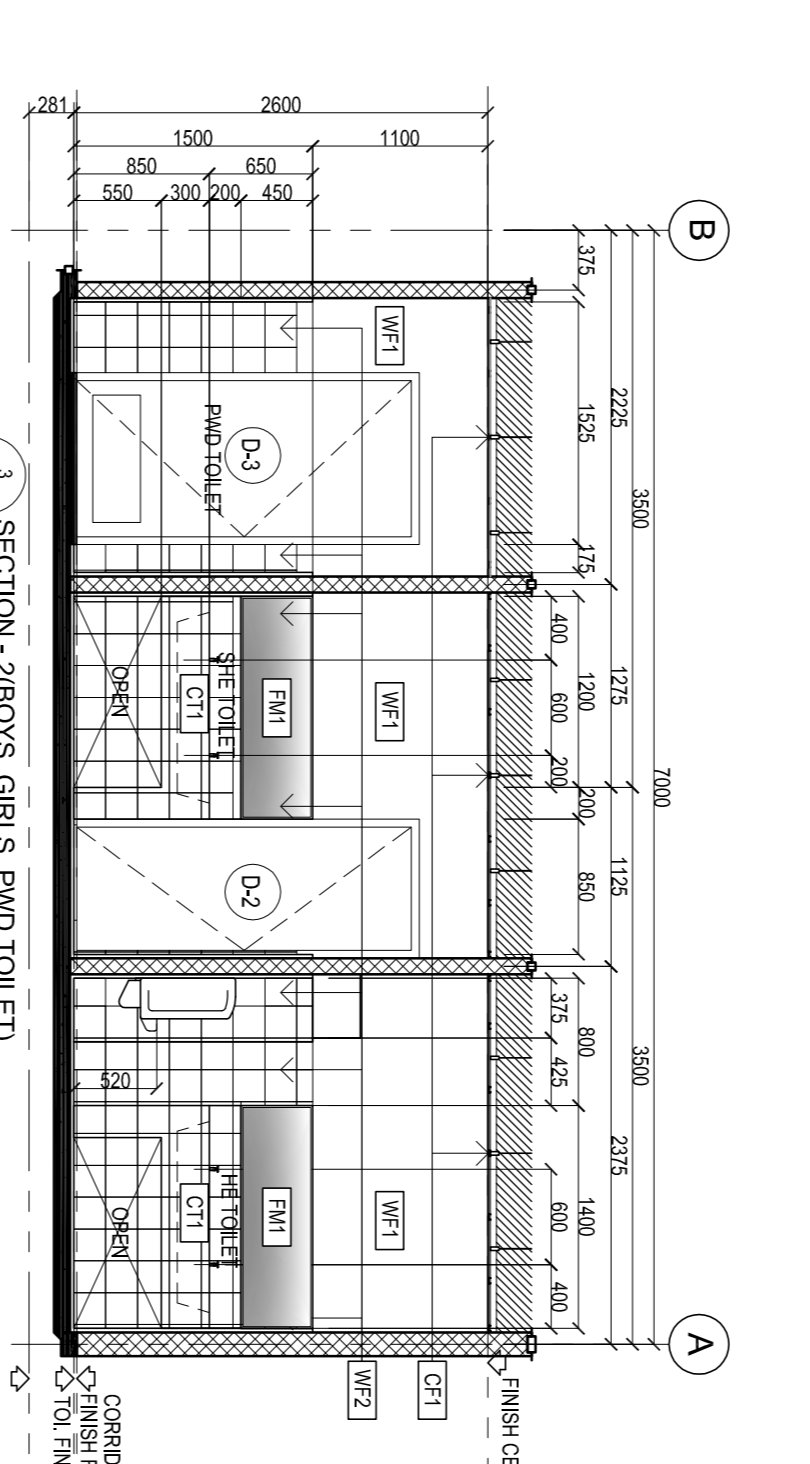 B
A
7000
3500
3500
2225
1275
1125
2375
375
1525
175
1200
200
850
800
1400
400
600
200
375
425
600
400
281
2600
1500
1100
850
650
550
300
200
450
WF1
WF1
WF1
D-3
PWD TOILET
FM1
SHE TOILET
CT1
OPEN
D-2
520
FM1
HE TOILET
CT1
OPEN
WF2
CF1
FINISH CE
CORRID
FINISH F
TOI. FIN
3
SECTION - 2(BOYS, GIRLS, PWD TOILET)